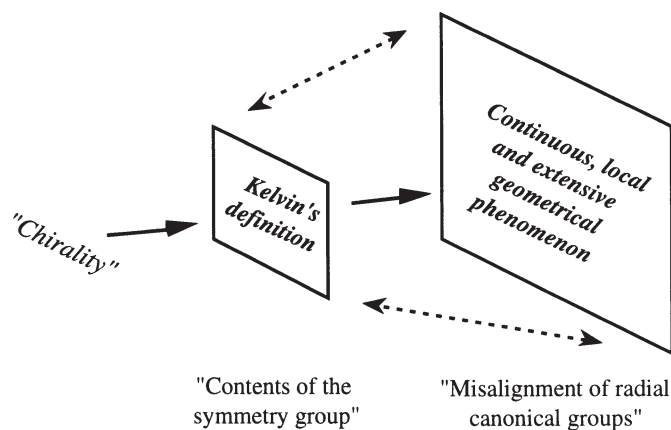 "Chirality"
Kelvin's
definition
Continuous, local
and extensive
geometrical
phenomenon
"Contents of the
symmetry group"
"Misalignment of radial
canonical groups"